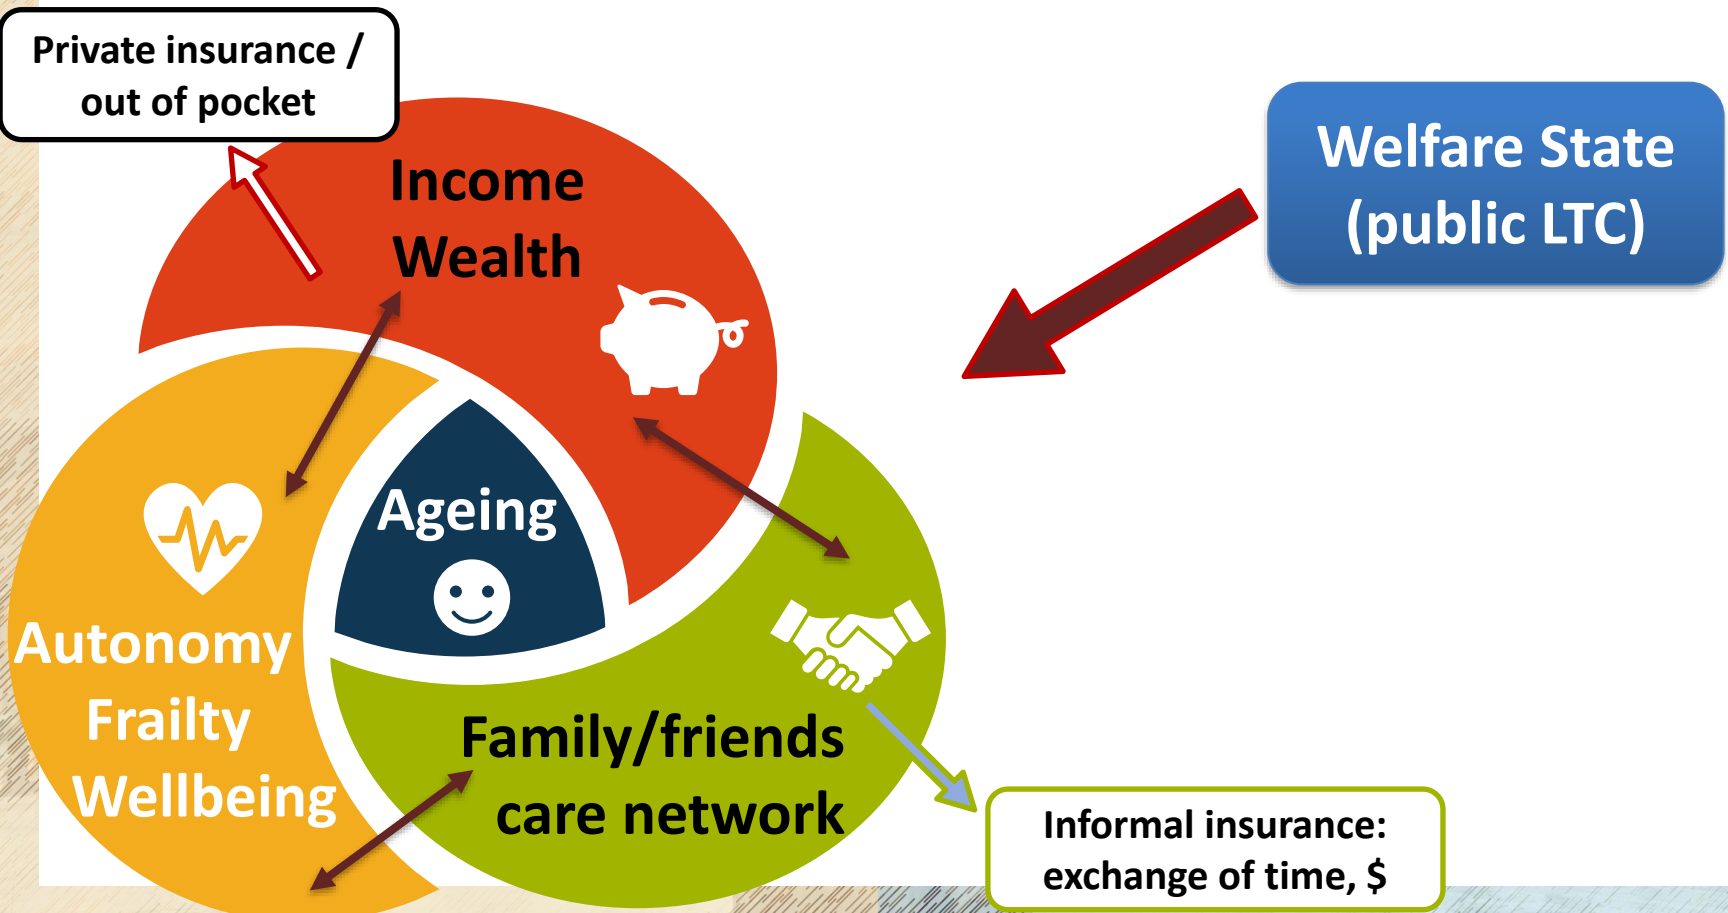 Private insurance /
out of pocket
Income
Wealth
Welfare State
(public LTC)
Ageing
Autonomy
Frailty
Wellbeing
Family/friends
care network
Informal insurance:
exchange of time, $